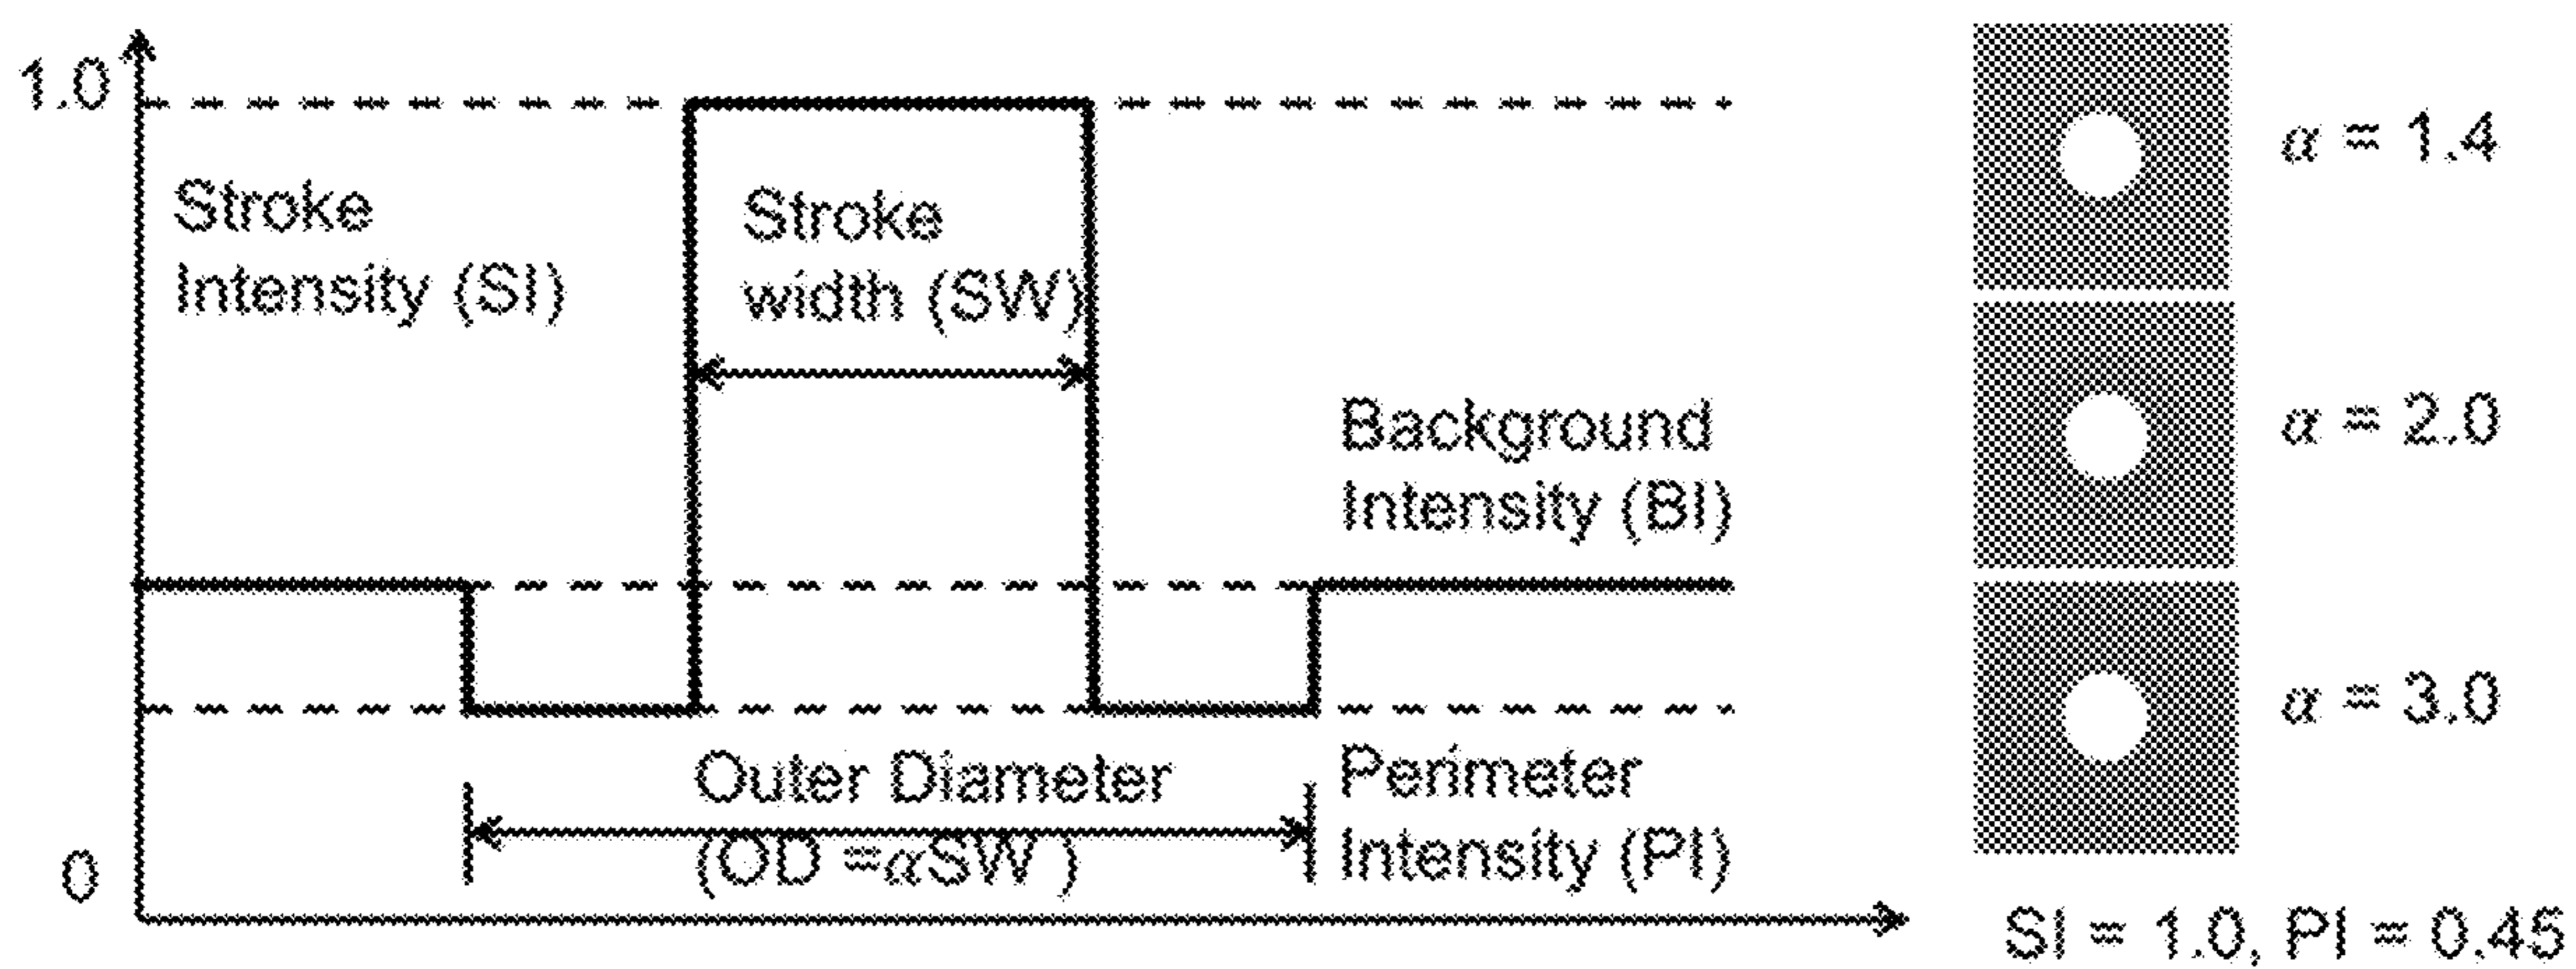 1.0
Stroke
Intensity (SI)
Stroke
width (SW)
Background
Intensity (BI)
Outer Diameter
(OD =αSW )
Perimeter
Intensity (PI)
0
α = 1.4
α = 2.0
α = 3.0
SI = 1.0, PI = 0.45